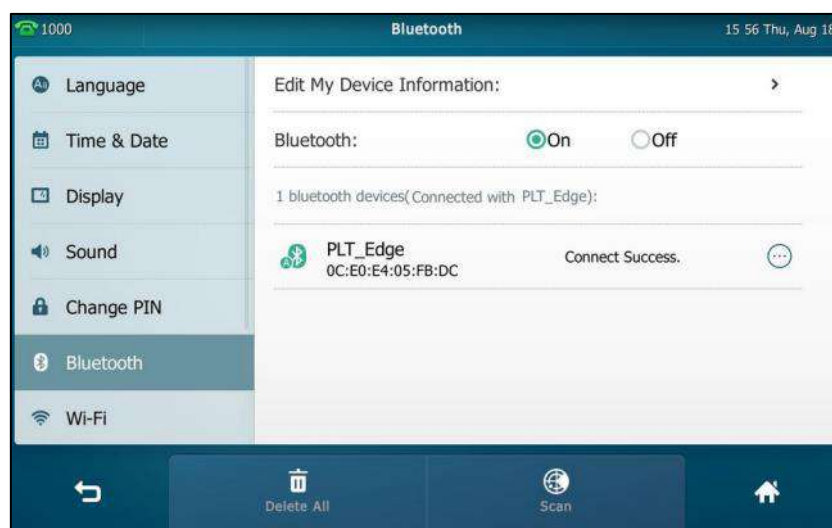 1000 Bluetooth 15 56 Thu, Aug 18
Language
Time & Date
Display
Sound
Change PIN
Bluetooth
Wi-Fi
Edit My Device Information:
Bluetooth: On Off
1 bluetooth devices(Connected with PLT_Edge):
PLT_Edge
0C:E0:E4:05:FB:DC
Connect Success.
Delete All Scan